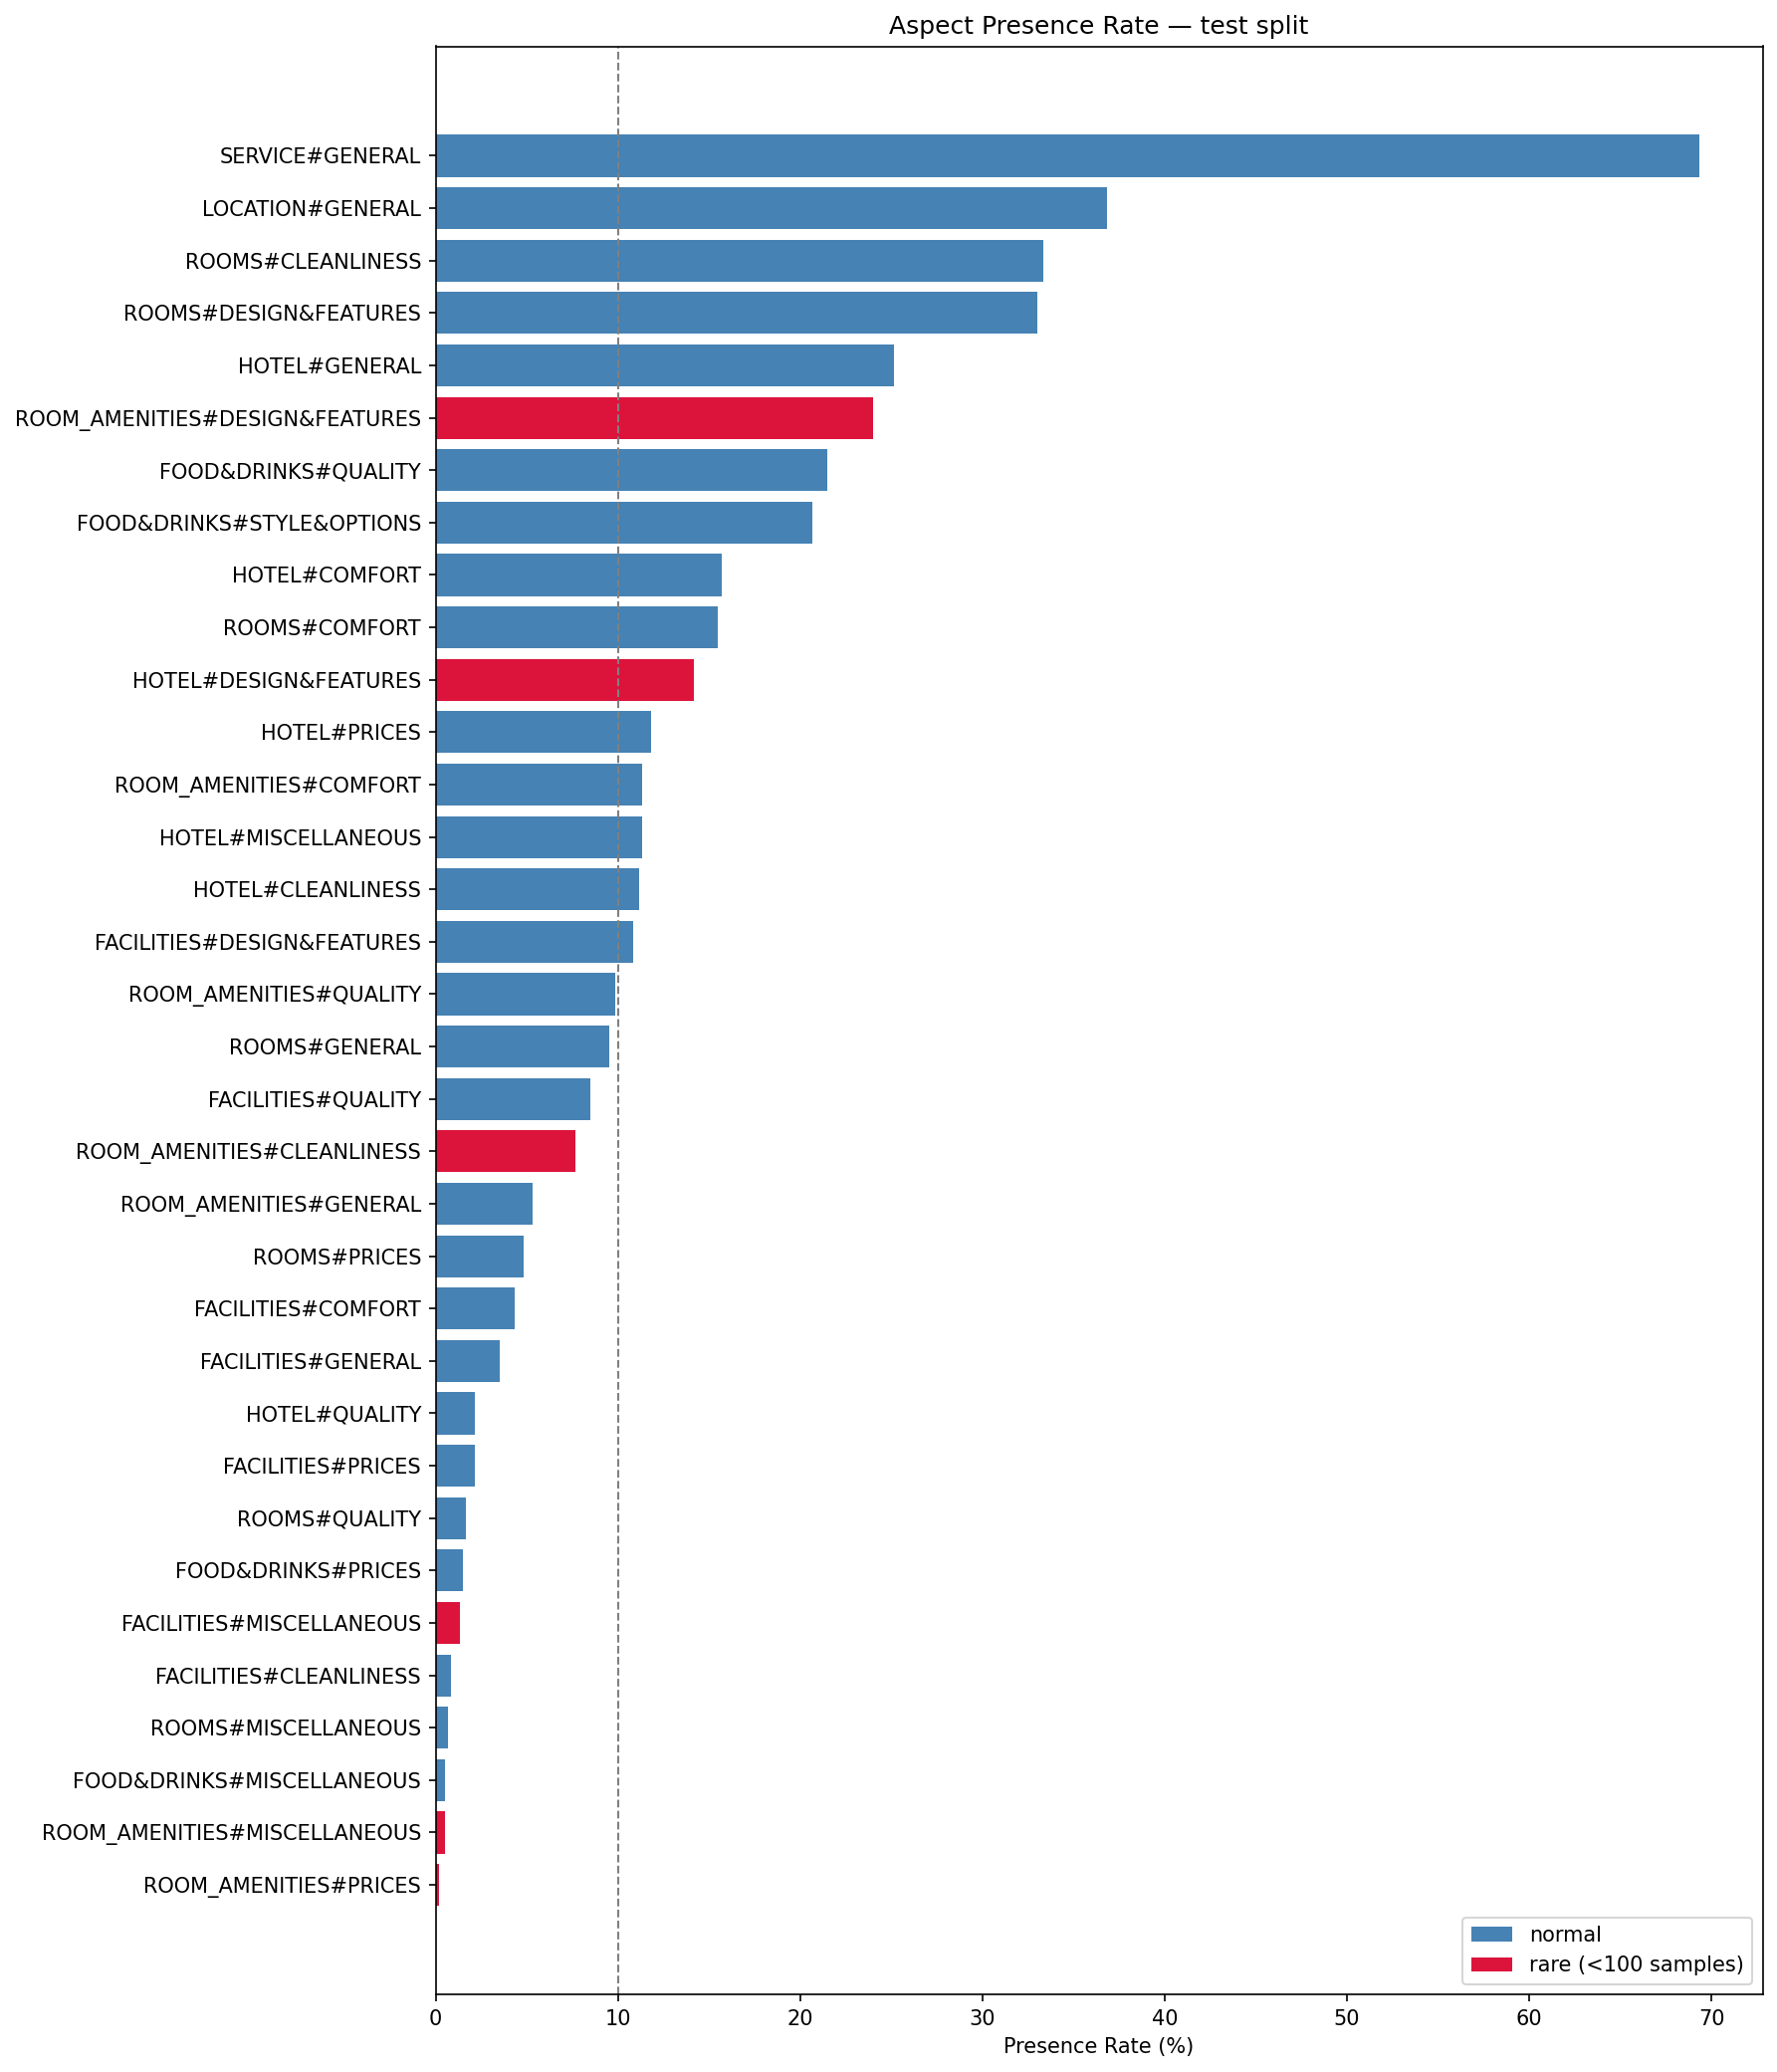 Aspect Presence Rate — test split
SERVICE#GENERAL
LOCATION#GENERAL
ROOMS#CLEANLINESS
ROOMS#DESIGN&FEATURES
HOTEL#GENERAL
ROOM_AMENITIES#DESIGN&FEATURES
FOOD&DRINKS#QUALITY
FOOD&DRINKS#STYLE&OPTIONS
HOTEL#COMFORT
ROOMS#COMFORT
HOTEL#DESIGN&FEATURES
HOTEL#PRICES
ROOM_AMENITIES#COMFORT
HOTEL#MISCELLANEOUS
HOTEL#CLEANLINESS
FACILITIES#DESIGN&FEATURES
ROOM_AMENITIES#QUALITY
ROOMS#GENERAL
FACILITIES#QUALITY
ROOM_AMENITIES#CLEANLINESS
ROOM_AMENITIES#GENERAL
ROOMS#PRICES
FACILITIES#COMFORT
FACILITIES#GENERAL
HOTEL#QUALITY
FACILITIES#PRICES
ROOMS#QUALITY
FOOD&DRINKS#PRICES
FACILITIES#MISCELLANEOUS
FACILITIES#CLEANLINESS
ROOMS#MISCELLANEOUS
FOOD&DRINKS#MISCELLANEOUS
ROOM_AMENITIES#MISCELLANEOUS
ROOM_AMENITIES#PRICES
normal
rare (<100 samples)
0 10 20 30 40 50 60 70
Presence Rate (%)